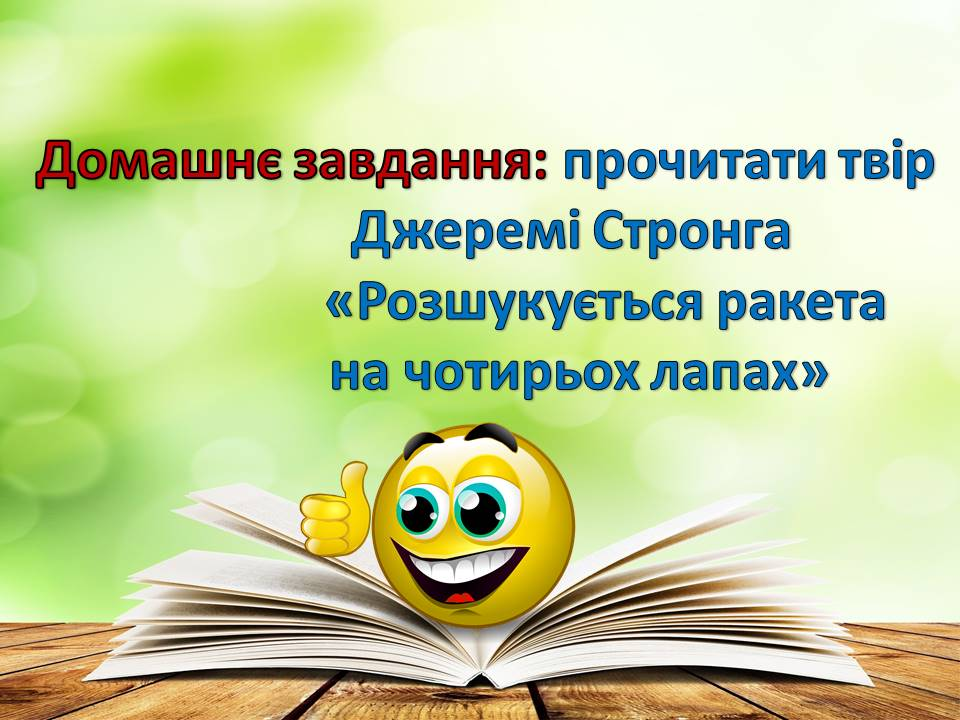 Домашнє завдання: прочитати твір
Джеремі Стронга
«Розшукується ракета
на чотирьох лапах»